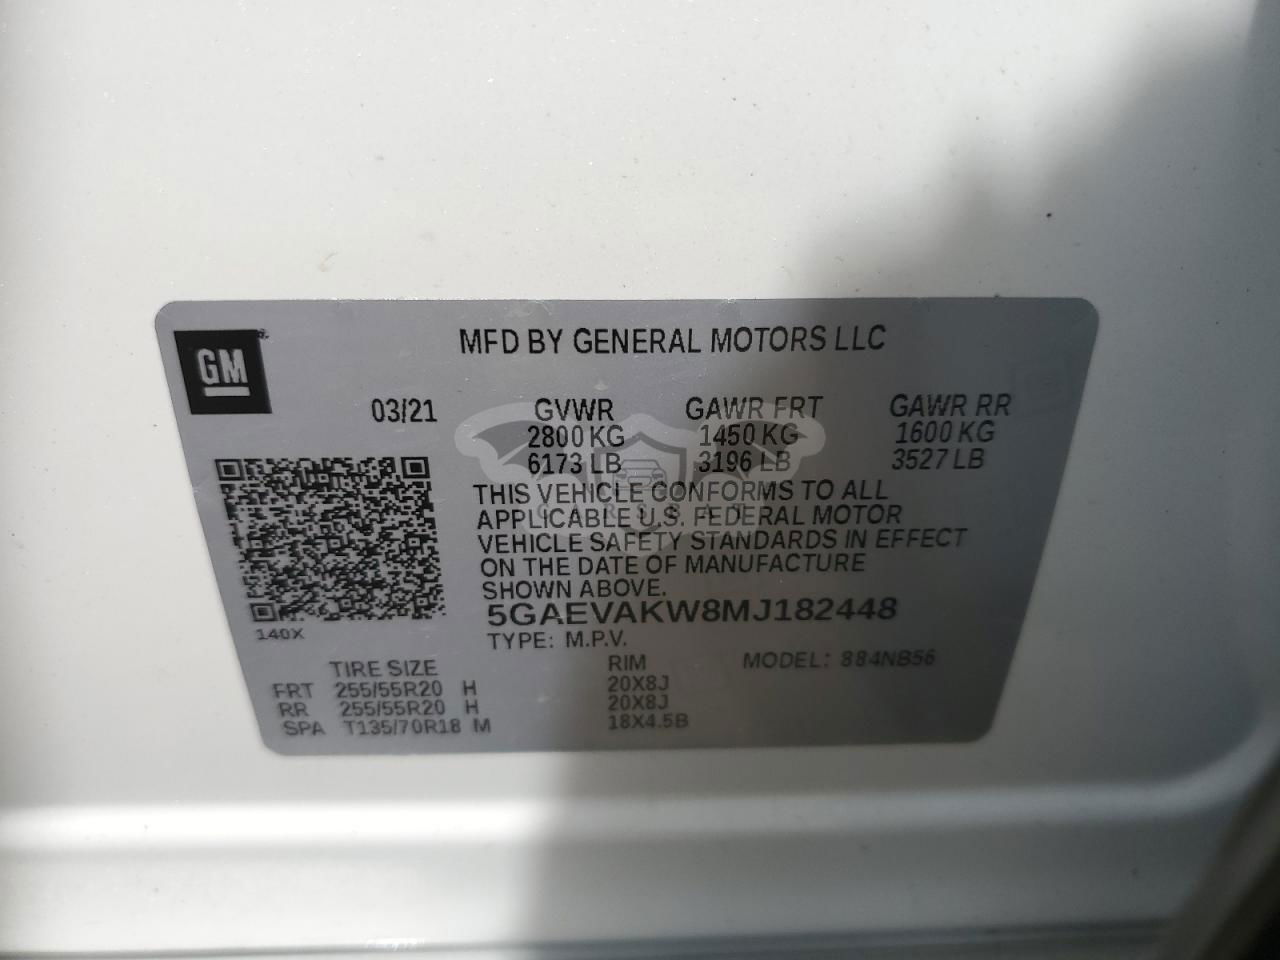 GM
MFD BY GENERAL MOTORS LLC
03/21 GVWR GAWR FRT GAWR RR
2800 KG 1450 KG 1600 KG
6173 LB 3196 LB 3527 LB
THIS VEHICLE CONFORMS TO ALL
APPLICABLE U.S. FEDERAL MOTOR
VEHICLE SAFETY STANDARDS IN EFFECT
ON THE DATE OF MANUFACTURE
SHOWN ABOVE.
5GAEVAKW8MJ182448
140X
TYPE: M.P.V.
TIRE SIZE RIM MODEL: 884NB56
FRT 255/55R20 H 20X8J
RR 255/55R20 H 20X8J
SPA T135/70R18 M 18X4.5B